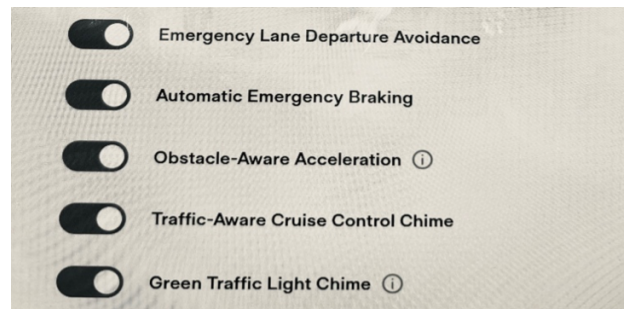 Emergency Lane Departure Avoidance
Automatic Emergency Braking
Obstacle-Aware Acceleration
Traffic-Aware Cruise Control Chime
Green Traffic Light Chime